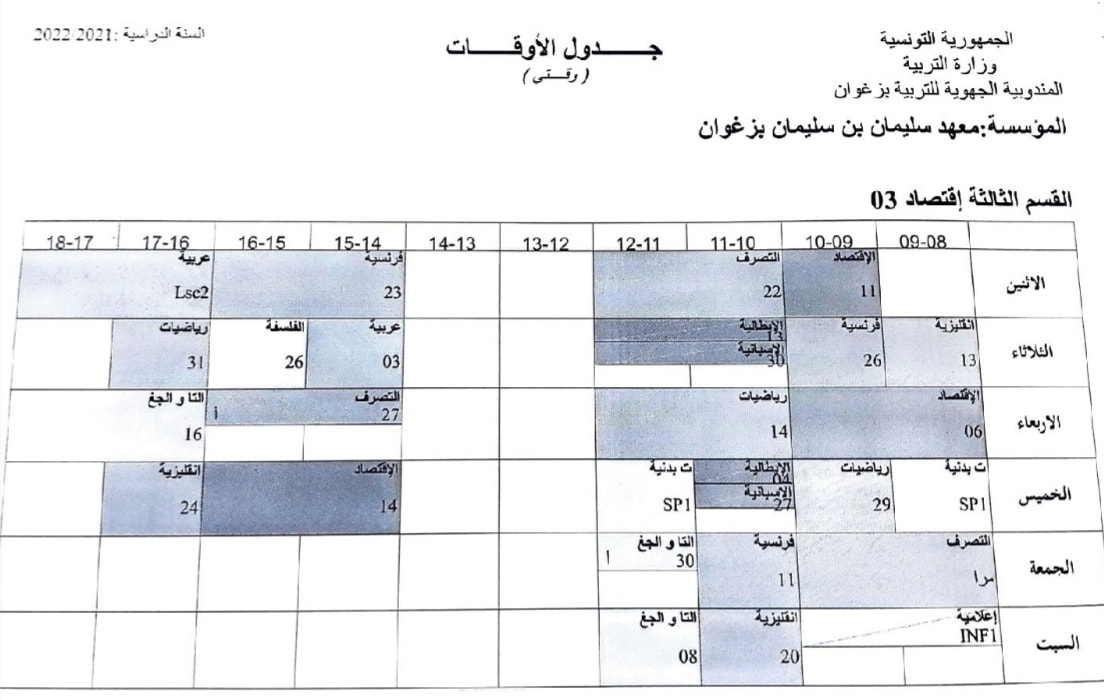 الجمهورية التونسية
وزارة التربية
المندوبية الجهوية للتربية بزغوان
المؤسسة:معهد سليمان بن سليمان بزغوان
جـــدول الأوقـــات
(وقـتي)
السنة الدراسية :2022/2021
القسم الثالثة إقتصاد 03
09-08 10-09 11-10 12-11 13-12 14-13 15-14 16-15 17-16 18-17
الاثنين
الإقتصاد التصرف فرنسية عربية
11 22 23 Lsc2
الثلاثاء
انقليزية فرنسية الإيطالية عربية الفلسفة رياضيات
13 26 13 03 26 31
الإسبانية
30
الاربعاء
الإقتصاد رياضيات التصرف التا و الجغ
06 14 27 أ 16
الخميس
ت بدنية رياضيات الإيطالية ت بدنية الإقتصاد انقليزية
SP1 29 04 SP1 14 24
الإسبانية
27
الجمعة
التصرف فرنسية التا و الجغ
مرا 11 30 أ
السبت
إعلامية انقليزية التا و الجغ
INF1 20 08